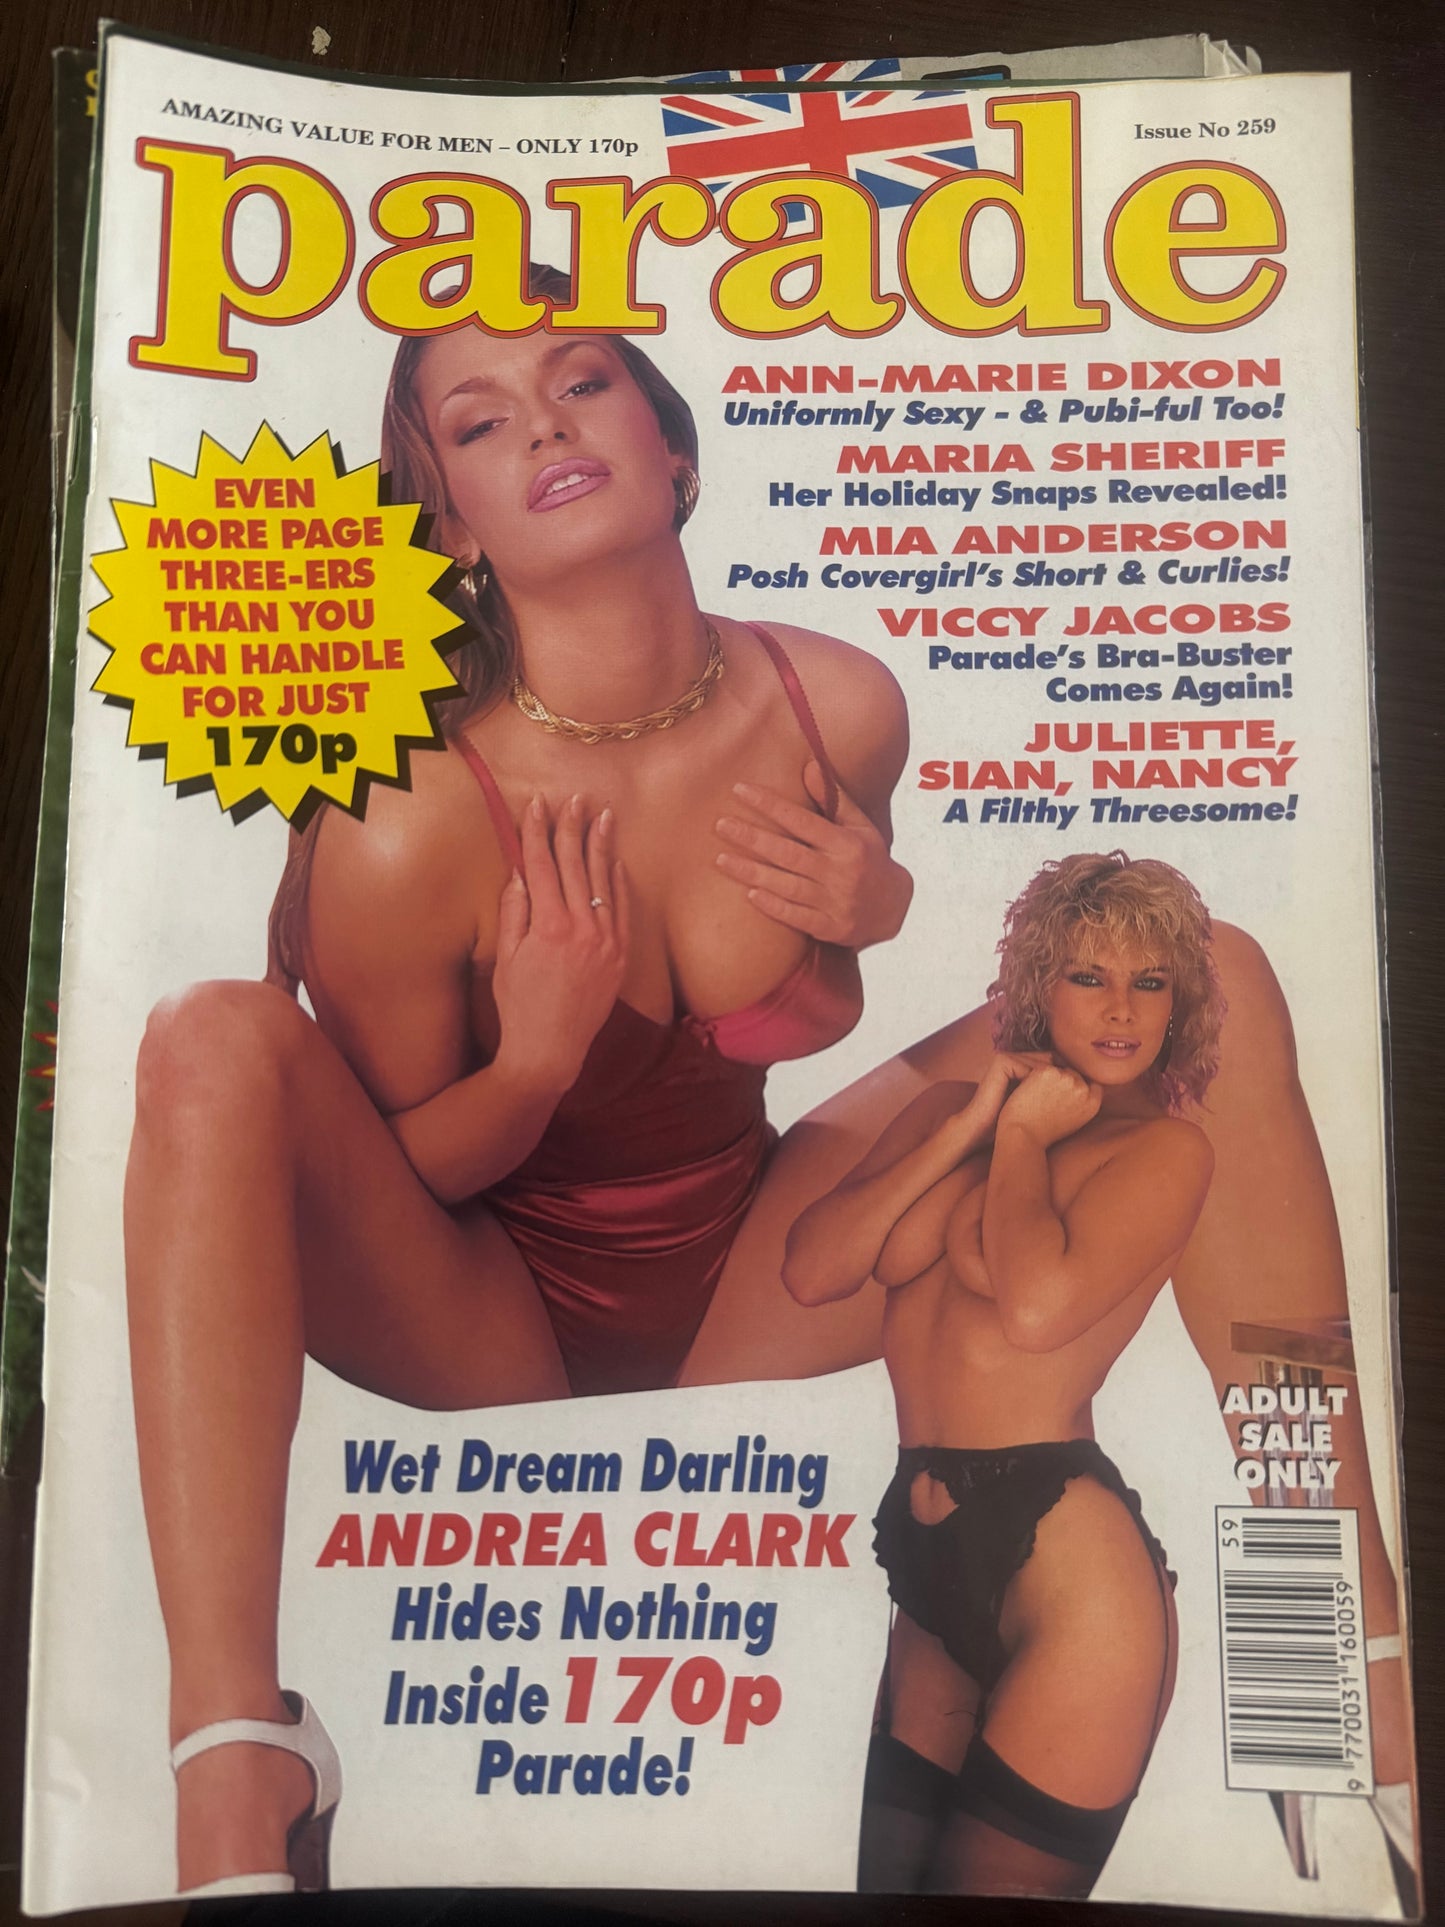 AMAZING VALUE FOR MEN – ONLY 170p
Issue No 259
parade
ANN-MARIE DIXON
Uniformly Sexy - & Pubi-ful Too!
MARIA SHERIFF
Her Holiday Snaps Revealed!
MIA ANDERSON
Posh Covergirl's Short & Curlies!
VICCY JACOBS
Parade's Bra-Buster
Comes Again!
JULIETTE,
SIAN, NANCY
A Filthy Threesome!
EVEN
MORE PAGE
THREE-ERS
THAN YOU
CAN HANDLE
FOR JUST
170p
Wet Dream Darling
ANDREA CLARK
Hides Nothing
Inside 170p
Parade!
ADULT
SALE
ONLY
59
9 770031 160059